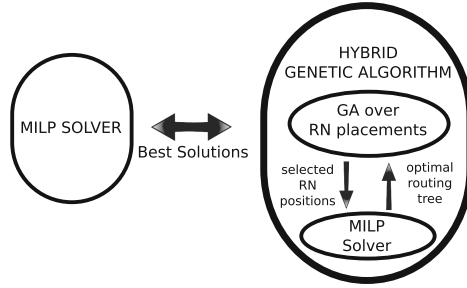 MILP SOLVER
Best Solutions
HYBRID
GENETIC ALGORITHM
GA over
RN placements
selected
RN
positions
optimal
routing
tree
MILP
Solver